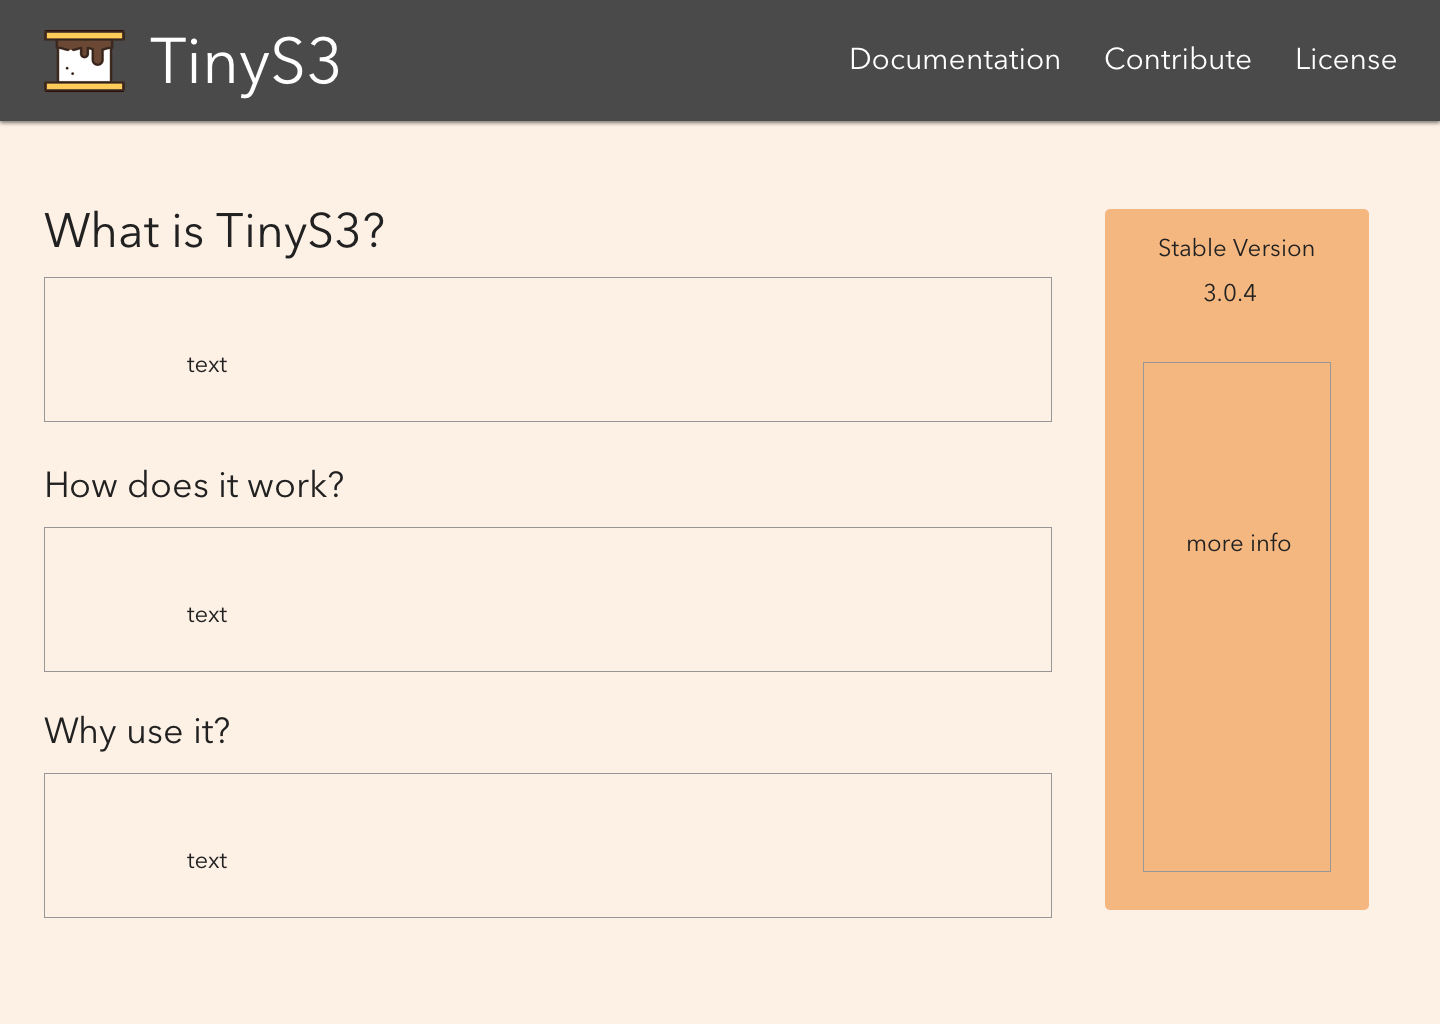 TinyS3
Documentation Contribute License
What is TinyS3?
text
How does it work?
text
Why use it?
text
Stable Version
3.0.4
more info